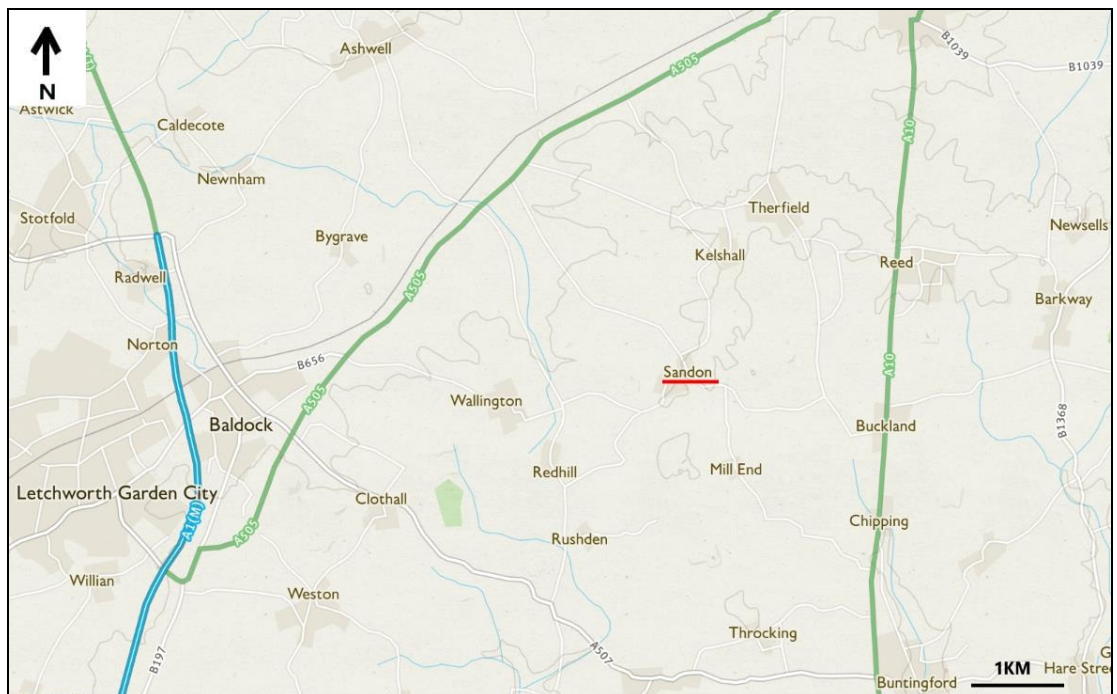 N
Astwick
Ashwell
B1039
B1039
A505
Caldecote
A10
Newnham
Stotfold
Therfield
Newsells
Bygrave
Kelshall
Reed
Radwell
A505
Barkway
Norton
B656
Sandon
A10
A505
Wallington
Baldock
Buckland
B1368
Redhill
Mill End
Letchworth Garden City
Clothall
A1(M)
Chipping
A505
Rushden
Willian
Weston
Throcking
B197
A507
1KM
Hare Stre
Buntingford